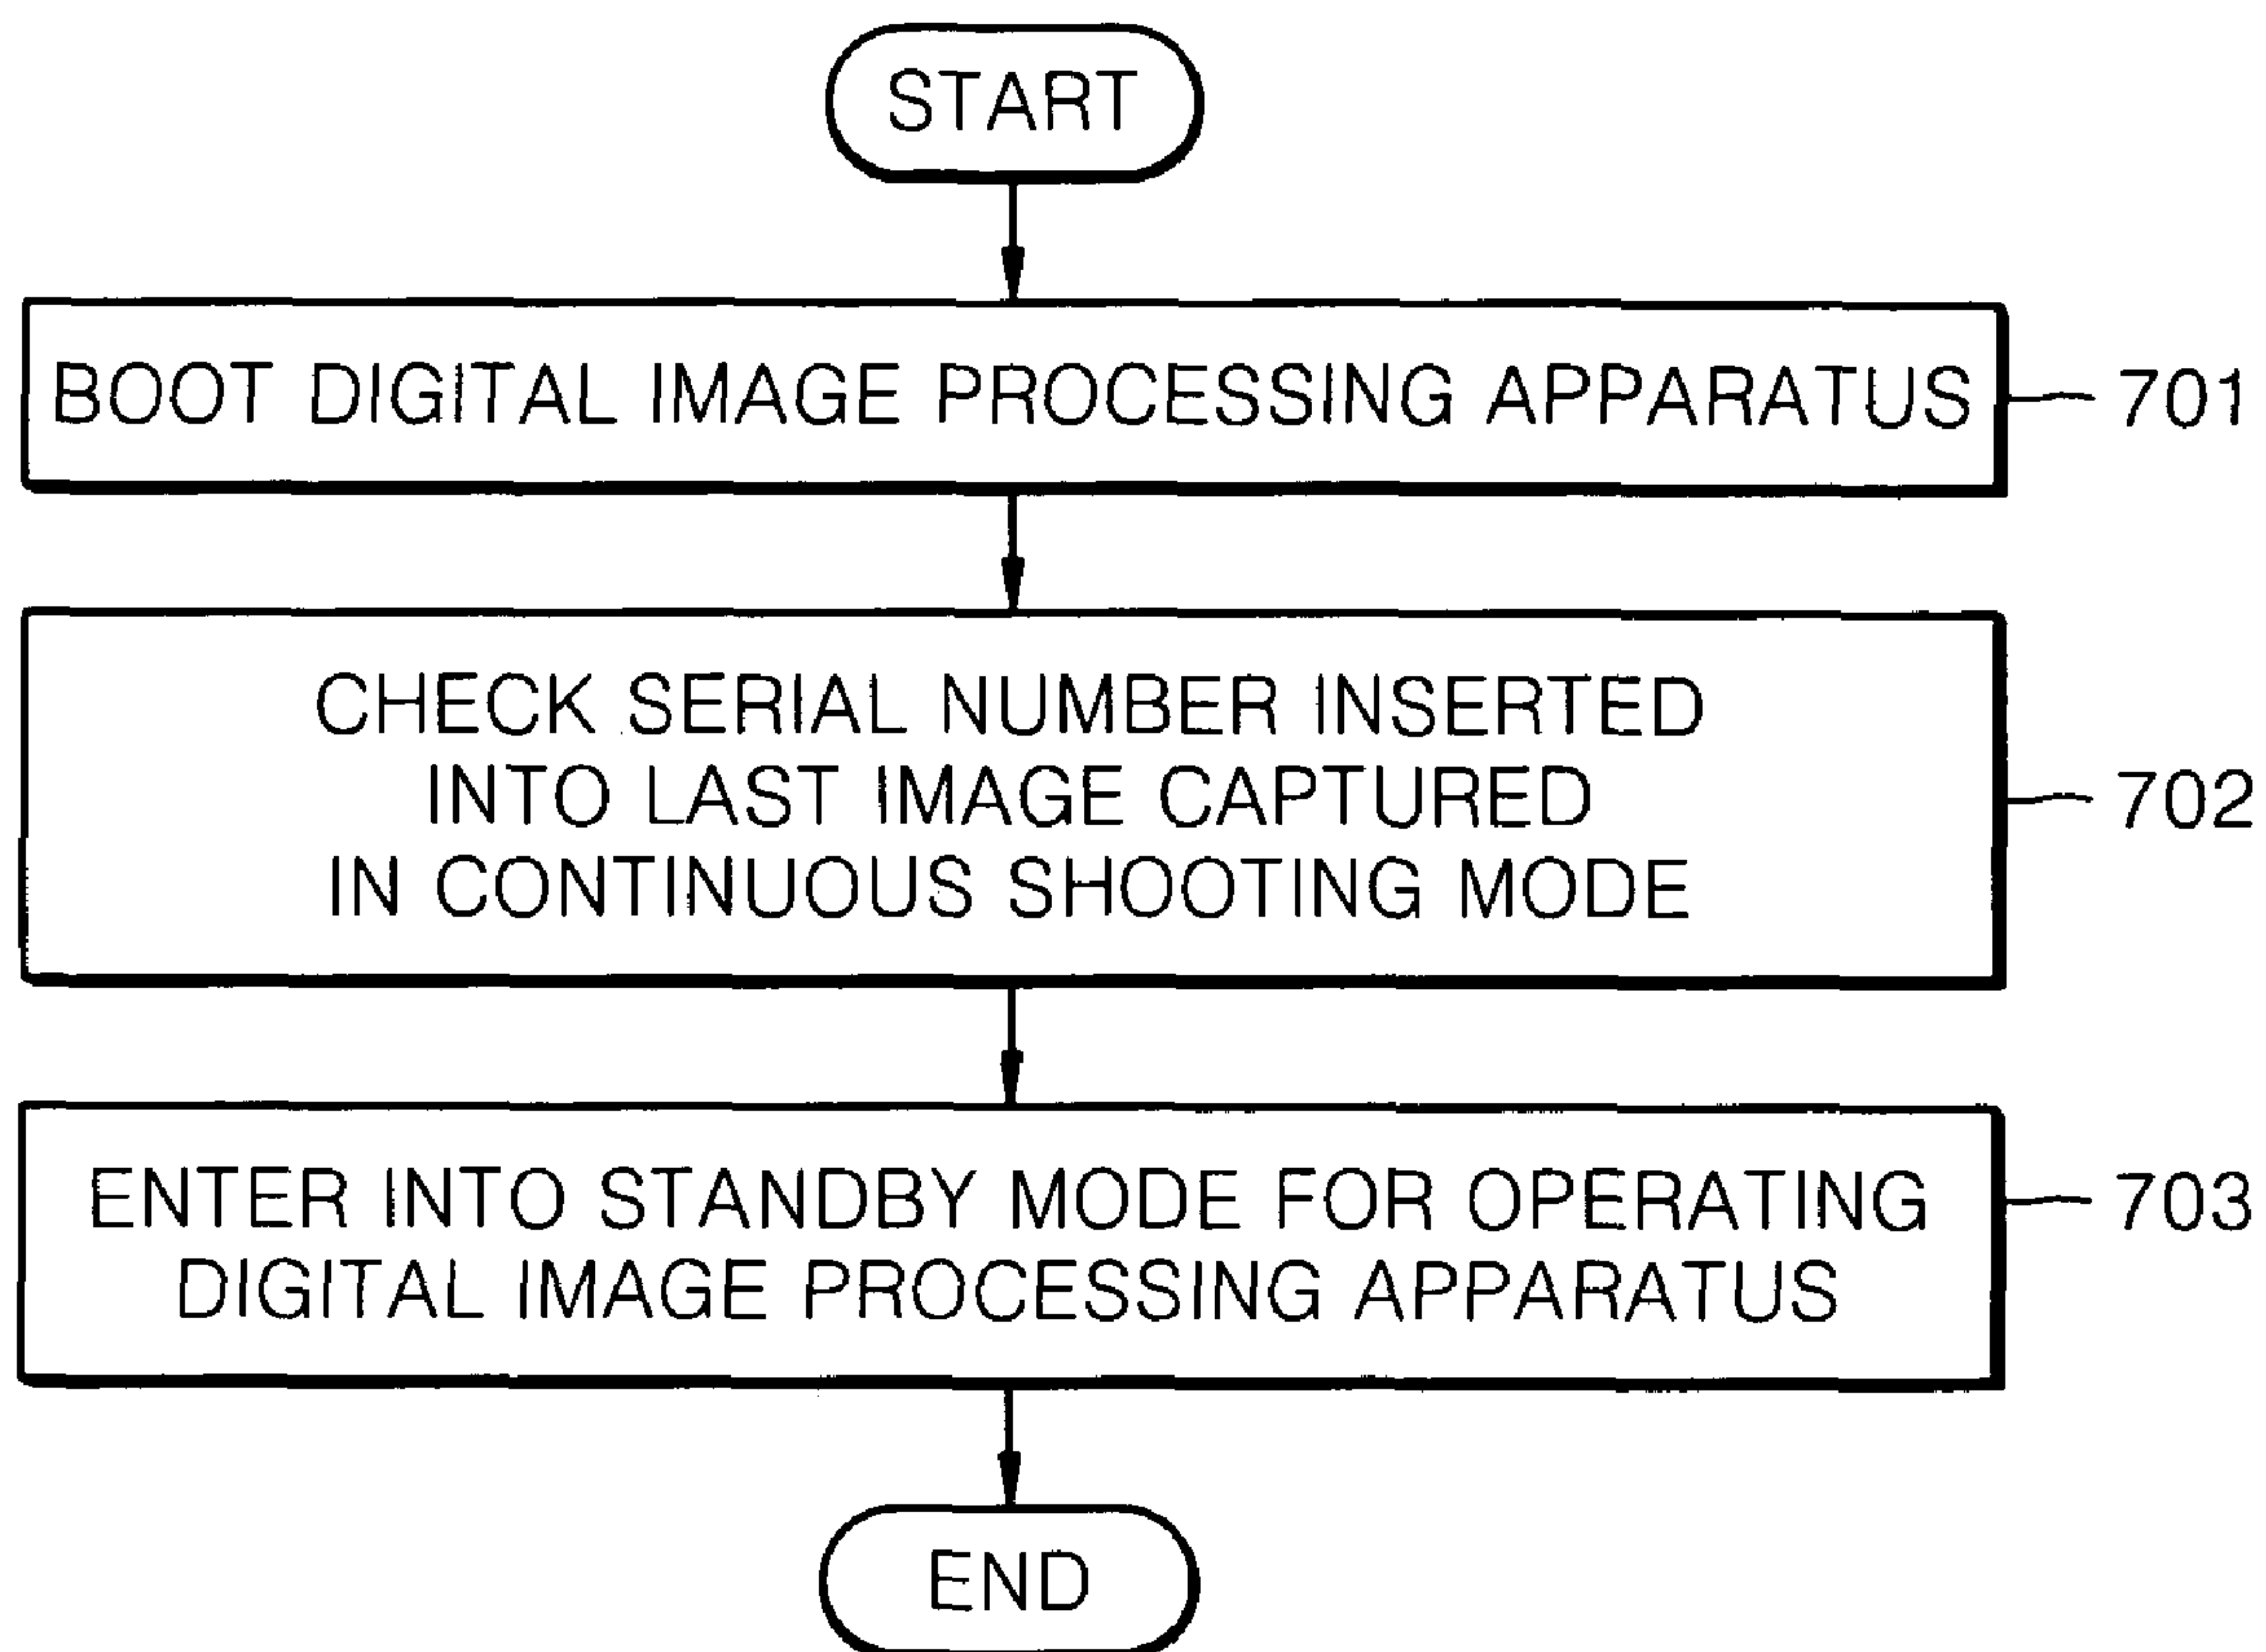 START
BOOT DIGITAL IMAGE PROCESSING APPARATUS
701
CHECK SERIAL NUMBER INSERTED
INTO LAST IMAGE CAPTURED
IN CONTINUOUS SHOOTING MODE
702
ENTER INTO STANDBY MODE FOR OPERATING
DIGITAL IMAGE PROCESSING APPARATUS
703
END